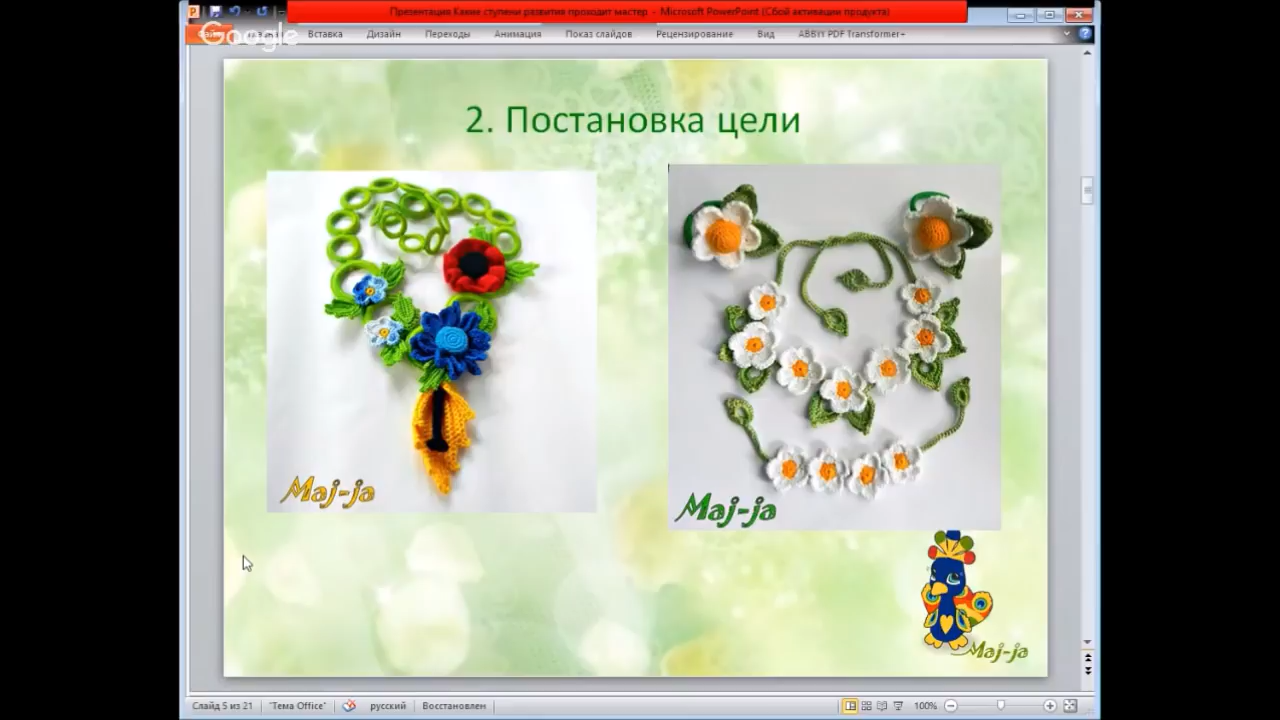 Презентация Какие ступени развития проходит мастер - Microsoft PowerPoint (Сбой активации продукта)
Google
Файл
Вставка
Дизайн
Переходы
Анимация
Показ слайдов
Рецензирование
Вид
ABBYY PDF Transformer+
2. Постановка цели
Maj-ja
Maj-ja
Maj-ja
Слайд 5 из 21
"Тема Office"
русский
Восстановлен
100%